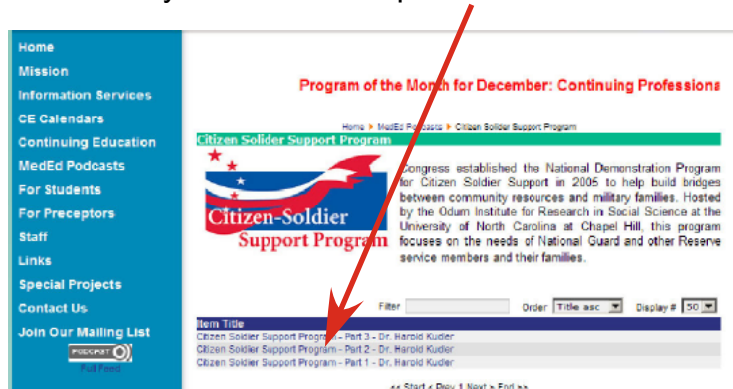 Home
Mission
Information Services
CE Calendars
Continuing Education
MedEd Podcasts
For Students
For Preceptors
Staff
Links
Special Projects
Contact Us
Join Our Mailing List
PODCAST
Full Feed
Program of the Month for December: Continuing Professiona
Home MedEd Podcasts Citizen Solider Support Program
Citizen Solider Support Program
Citizen-Soldier
Support Program
Congress established the National Demonstration Program
for Citizen Soldier Support in 2005 to help build bridges
between community resources and military families. Hosted
by the Odum Institute for Research in Social Science at the
University of North Carolina at Chapel Hill, this program
focuses on the needs of National Guard and other Reserve
service members and their families.
Filter Order Title asc Display # 50
Item Title
Citizen Soldier Support Program - Part 3 - Dr. Harold Kudler
Citizen Soldier Support Program - Part 2 - Dr. Harold Kudler
Citizen Soldier Support Program - Part 1 - Dr. Harold Kudler
<< Start < Prev 1 Next > End >>